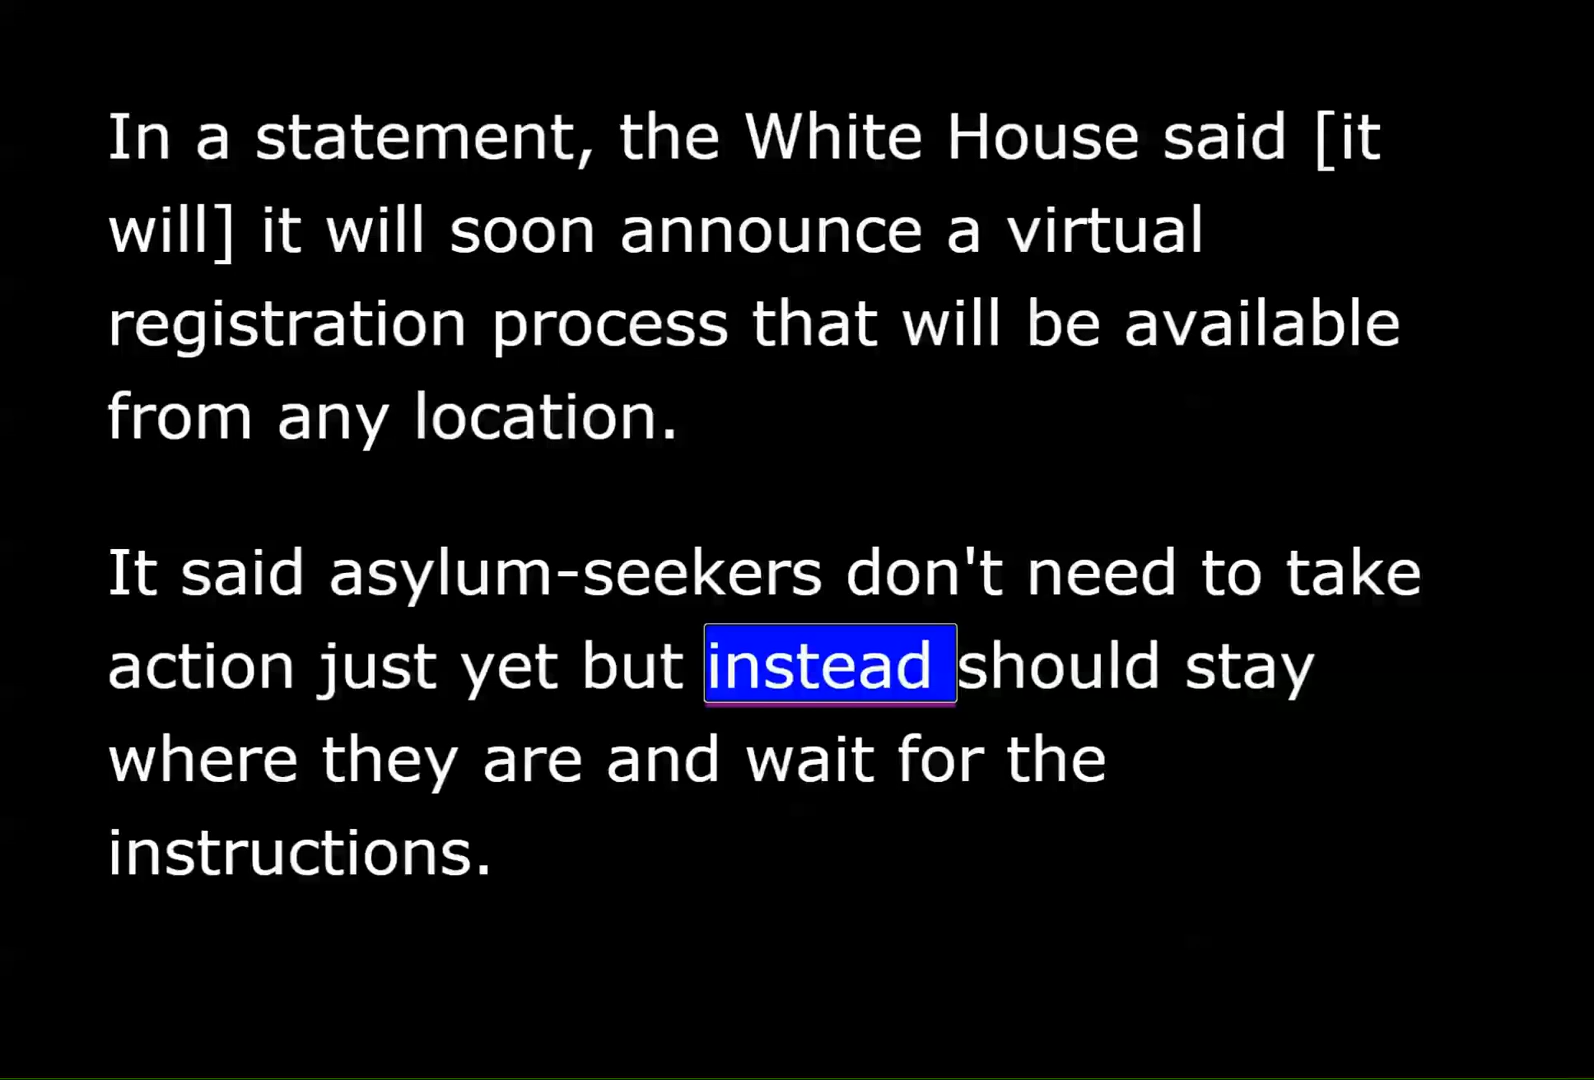 In a statement, the White House said [it
will] it will soon announce a virtual
registration process that will be available
from any location.
It said asylum-seekers don't need to take
action just yet but instead should stay
where they are and wait for the
instructions.